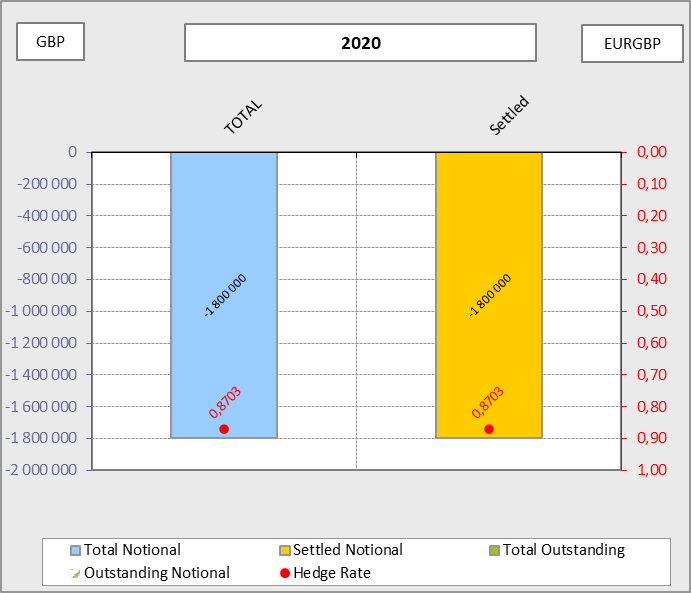 GBP
2020
EURGBP
TOTAL
Settled
0
-200 000
-400 000
-600 000
-800 000
-1 000 000
-1 200 000
-1 400 000
-1 600 000
-1 800 000
-2 000 000
-1 800 000
0,8703
-1 800 000
0,8703
0,00
0,10
0,20
0,30
0,40
0,50
0,60
0,70
0,80
0,90
1,00
Total Notional
Settled Notional
Total Outstanding
Outstanding Notional
Hedge Rate